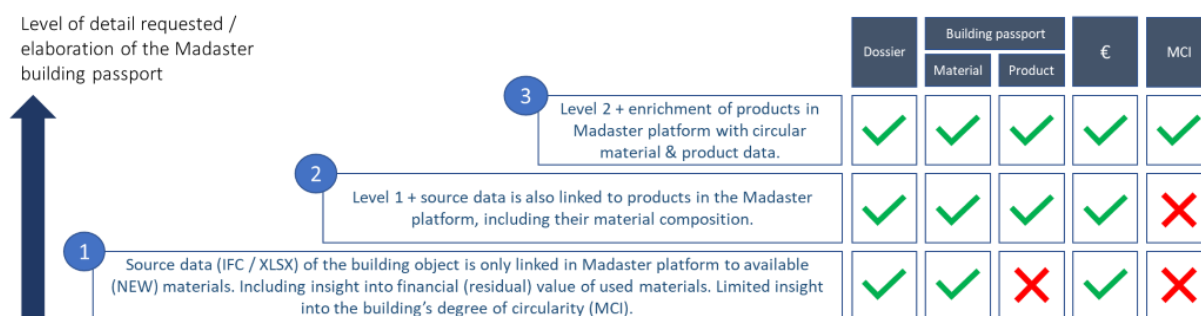 Level of detail requested /
elaboration of the Madaster
building passport
Dossier
Building passport
Material
Product
€
MCI
3
Level 2 + enrichment of products in
Madaster platform with circular
material & product data.
2
Level 1 + source data is also linked to products in the Madaster
platform, including their material composition.
1
Source data (IFC / XLSX) of the building object is only linked in Madaster platform to available
(NEW) materials. Including insight into financial (residual) value of used materials. Limited insight
into the building's degree of circularity (MCI).